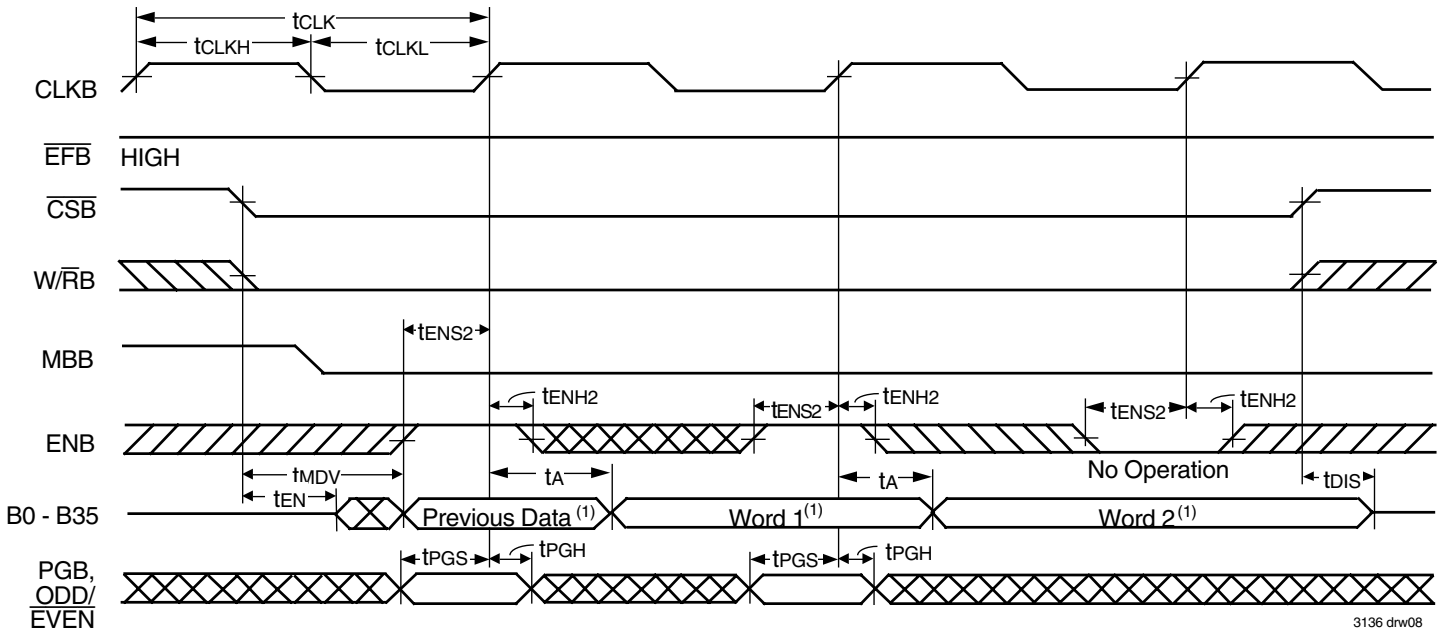 tCLK
tCLKH tCLKL
CLKB
EFB HIGH
CSB
W/RB
tENS2
MBB
tENH2 tENS2 tENH2 tENS2 tENH2
ENB
No Operation
tMDV tA tA tDIS
tEN
B0 - B35 Previous Data (1) Word 1(1) Word 2(1)
tPGS tPGH tPGS tPGH
PGB,
ODD/
EVEN
3136 drw08